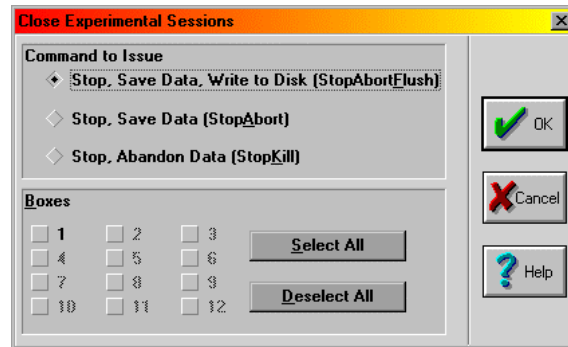 Close Experimental Sessions
Command to Issue
Stop, Save Data, Write to Disk (StopAbortFlush)
Stop, Save Data (StopAbort)
Stop, Abandon Data (StopKill)
OK
Cancel
Help
Boxes
1 2 3
4 5 6
7 8 9
10 11 12
Select All
Deselect All